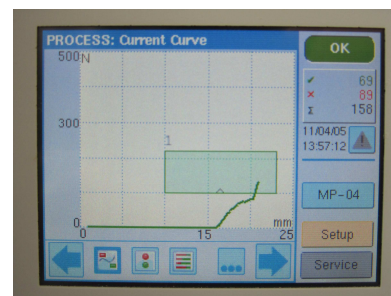 PROCESS: Current Curve
OK
500 N
300
0
0
15
25
mm
1
✔ 69
× 89
Σ 158
11/04/05
13:57:12
MP-04
Setup
Service